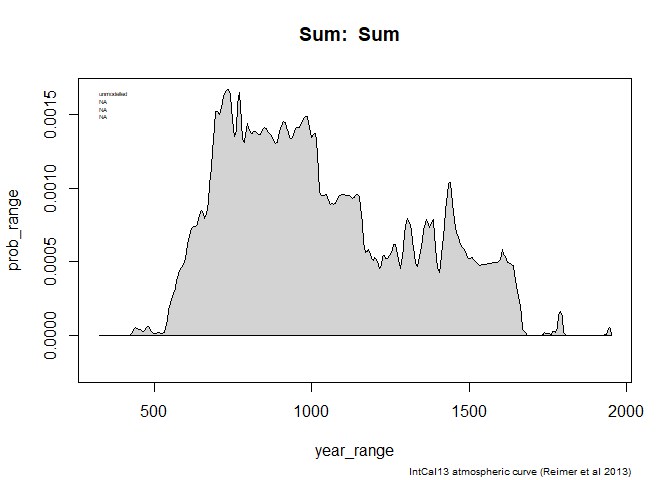 Sum:  Sum
unmodelled
NA
NA
NA
prob_range
0.0015
0.0010
0.0005
0.0000
500
1000
1500
2000
year_range
IntCal13 atmospheric curve (Reimer et al 2013)